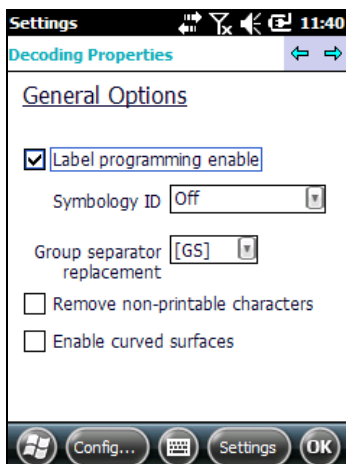 Settings 11:40
Decoding Properties
General Options
Label programming enable
Symbology ID Off
Group separator replacement [GS]
Remove non-printable characters
Enable curved surfaces
Config... Settings OK